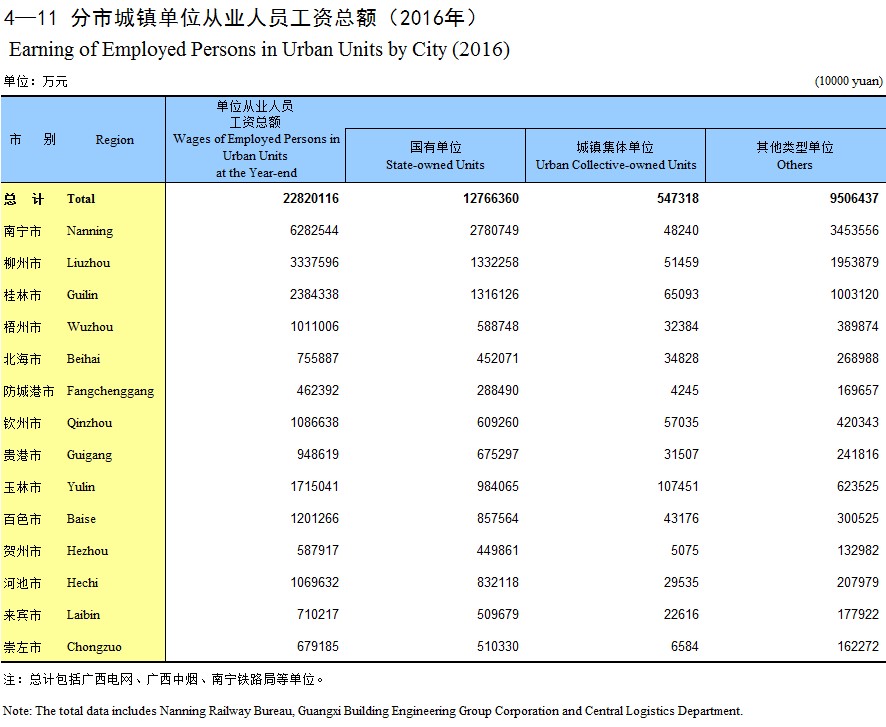 4—11 分市城镇单位从业人员工资总额（2016年）
Earning of Employed Persons in Urban Units by City (2016)
单位：万元 (10000 yuan)
市 别 Region
单位从业人员
工资总额
Wages of Employed Persons in
Urban Units
at the Year-end
国有单位
State-owned Units
城镇集体单位
Urban Collective-owned Units
其他类型单位
Others
总 计 Total 22820116 12766360 547318 9506437
南宁市 Nanning 6282544 2780749 48240 3453556
柳州市 Liuzhou 3337596 1332258 51459 1953879
桂林市 Guilin 2384338 1316126 65093 1003120
梧州市 Wuzhou 1011006 588748 32384 389874
北海市 Beihai 755887 452071 34828 268988
防城港市 Fangchenggang 462392 288490 4245 169657
钦州市 Qinzhou 1086638 609260 57035 420343
贵港市 Guigang 948619 675297 31507 241816
玉林市 Yulin 1715041 984065 107451 623525
百色市 Baise 1201266 857564 43176 300525
贺州市 Hezhou 587917 449861 5075 132982
河池市 Hechi 1069632 832118 29535 207979
来宾市 Laibin 710217 509679 22616 177922
崇左市 Chongzuo 679185 510330 6584 162272
注：总计包括广西电网、广西中烟、南宁铁路局等单位。
Note: The total data includes Nanning Railway Bureau, Guangxi Building Engineering Group Corporation and Central Logistics Department.